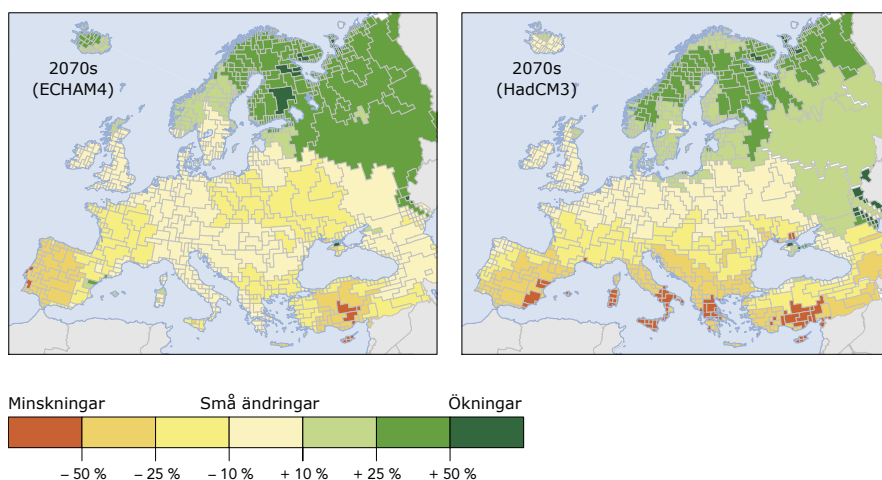 2070s
(ECHAM4)
2070s
(HadCM3)
Minskningar Små ändringar Ökningar
– 50 % – 25 % – 10 % + 10 % + 25 % + 50 %